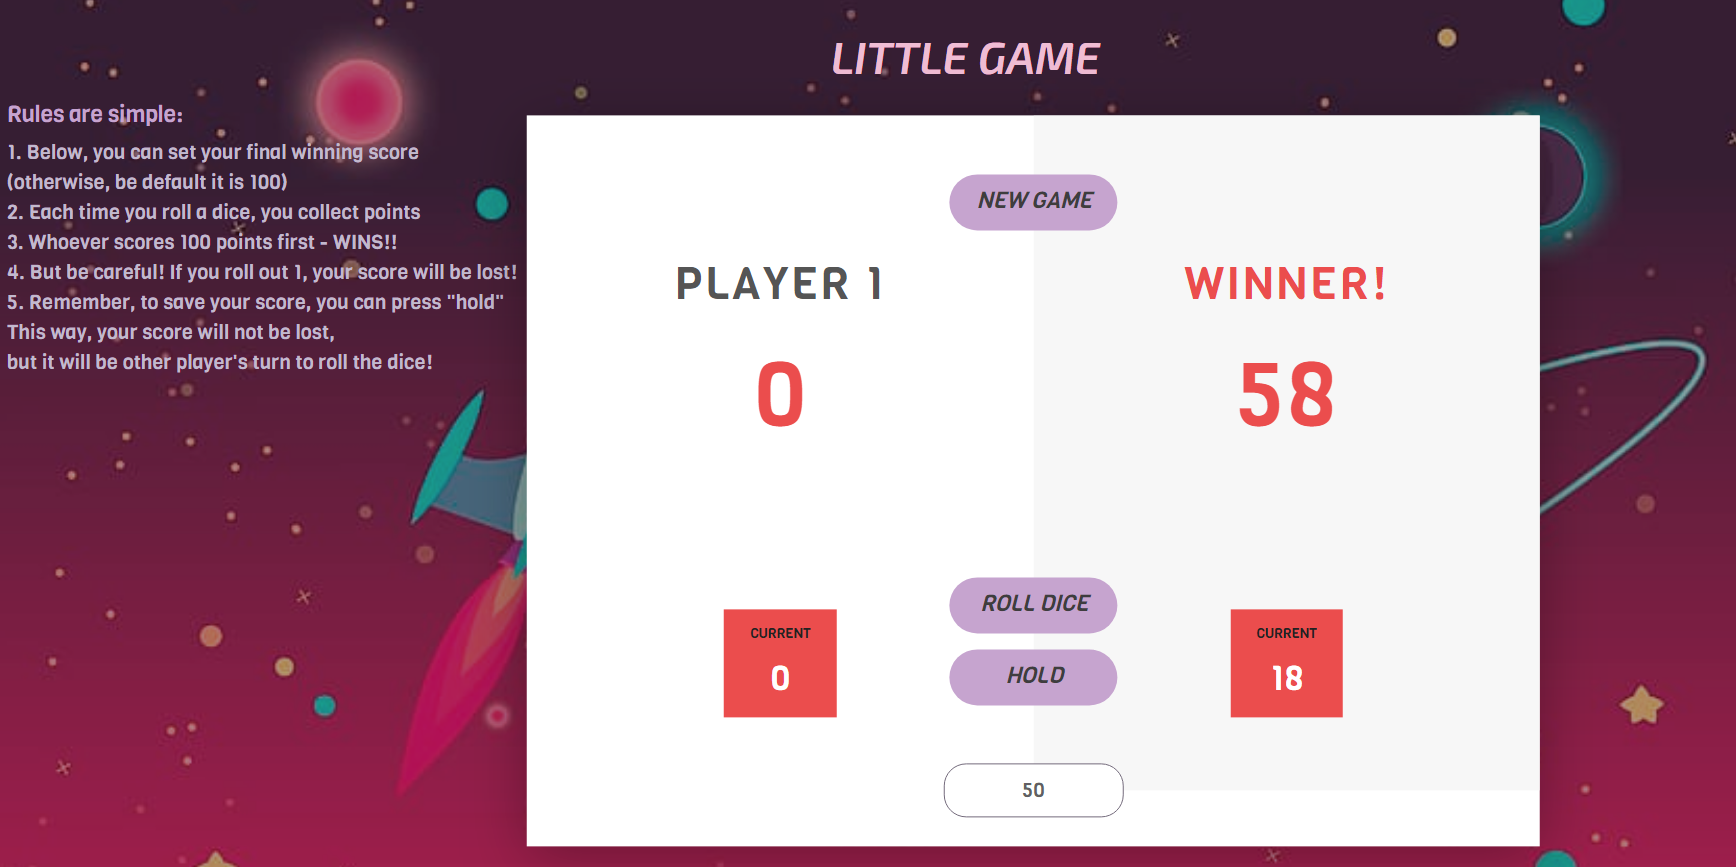 LITTLE GAME
Rules are simple:
1. Below, you can set your final winning score
(otherwise, be default it is 100)
2. Each time you roll a dice, you collect points
3. Whoever scores 100 points first - WINS!!
4. But be careful! If you roll out 1, your score will be lost!
5. Remember, to save your score, you can press "hold"
This way, your score will not be lost,
but it will be other player's turn to roll the dice!
NEW GAME
PLAYER 1
WINNER!
0
58
ROLL DICE
HOLD
CURRENT
0
CURRENT
18
50